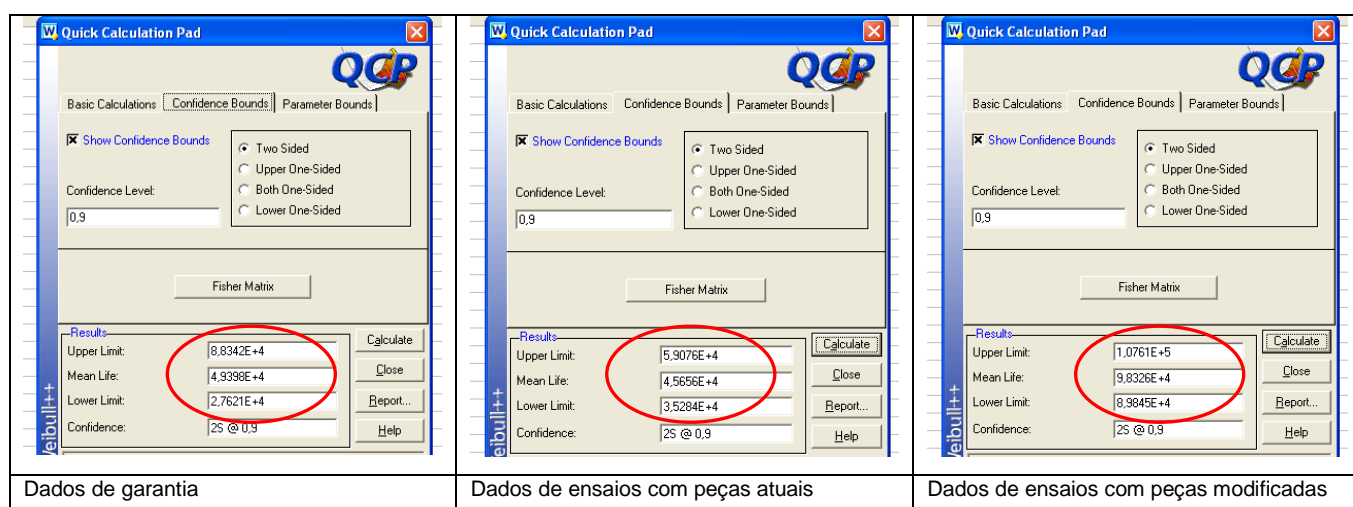 Quick Calculation Pad
QCP
Basic Calculations Confidence Bounds Parameter Bounds
Show Confidence Bounds
Two Sided
Upper One-Sided
Both One-Sided
Lower One-Sided
Confidence Level:
0,9
Fisher Matrix
Results
Upper Limit: 8,8342E+4
Mean Life: 4,9398E+4
Lower Limit: 2,7621E+4
Confidence: 2S @ 0,9
Calculate
Close
Report...
Help
eibull++
Dados de garantia
Quick Calculation Pad
QCP
Basic Calculations Confidence Bounds Parameter Bounds
Show Confidence Bounds
Two Sided
Upper One-Sided
Both One-Sided
Lower One-Sided
Confidence Level:
0,9
Fisher Matrix
Results
Upper Limit: 5,9076E+4
Mean Life: 4,5656E+4
Lower Limit: 3,5284E+4
Confidence: 2S @ 0,9
Calculate
Close
Report...
Help
eibull++
Dados de ensaios com peças atuais
Quick Calculation Pad
QCP
Basic Calculations Confidence Bounds Parameter Bounds
Show Confidence Bounds
Two Sided
Upper One-Sided
Both One-Sided
Lower One-Sided
Confidence Level:
0,9
Fisher Matrix
Results
Upper Limit: 1,0761E+5
Mean Life: 9,8326E+4
Lower Limit: 8,9845E+4
Confidence: 2S @ 0,9
Calculate
Close
Report...
Help
eibull++
Dados de ensaios com peças modificadas